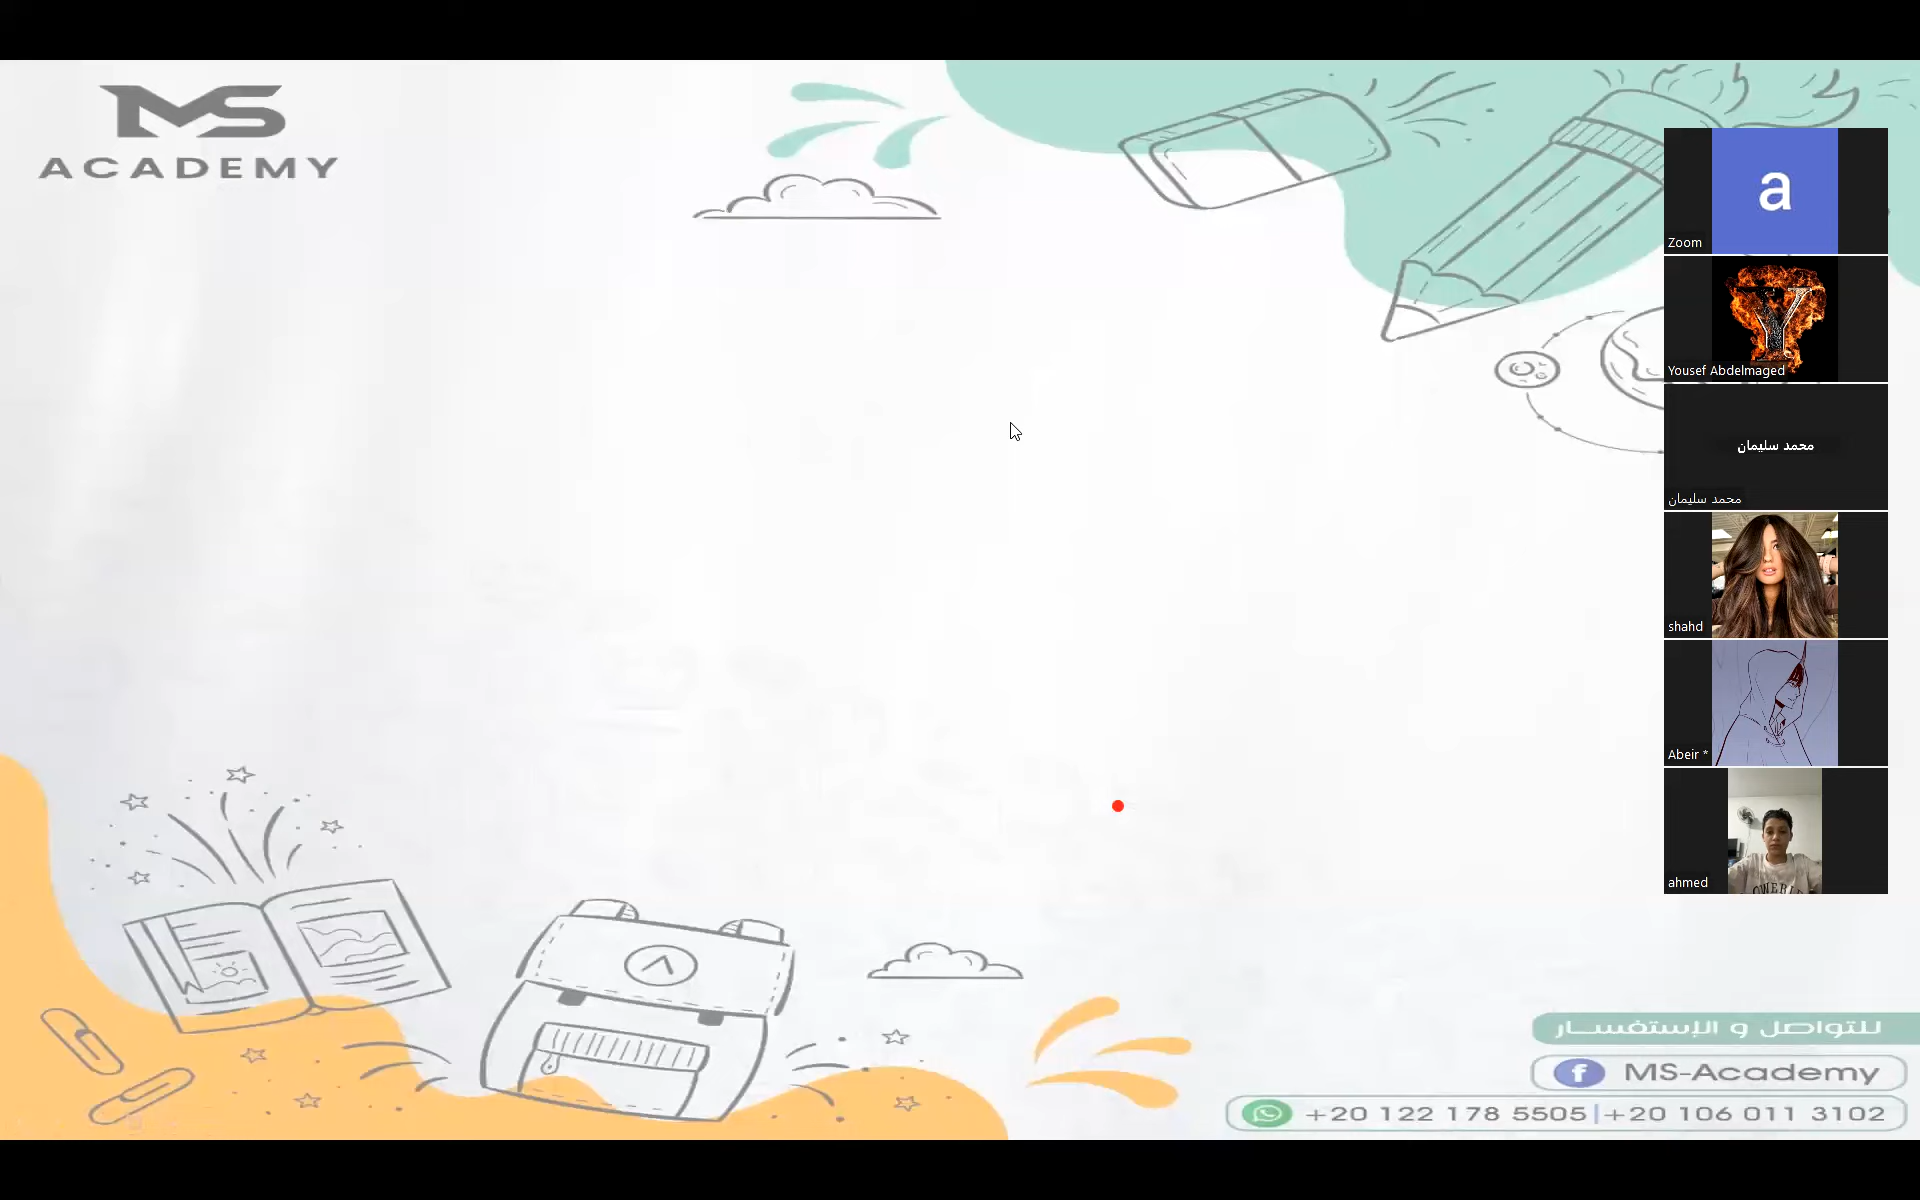 MS
ACADEMY
a
Zoom
Y
Yousef Abdelmaged
محمد سليمان
محمد سليمان
shahd
Abeir *
ahmed
للتواصل و الإستفسار
f MS-Academy
+20 122 178 5505 | +20 106 011 3102